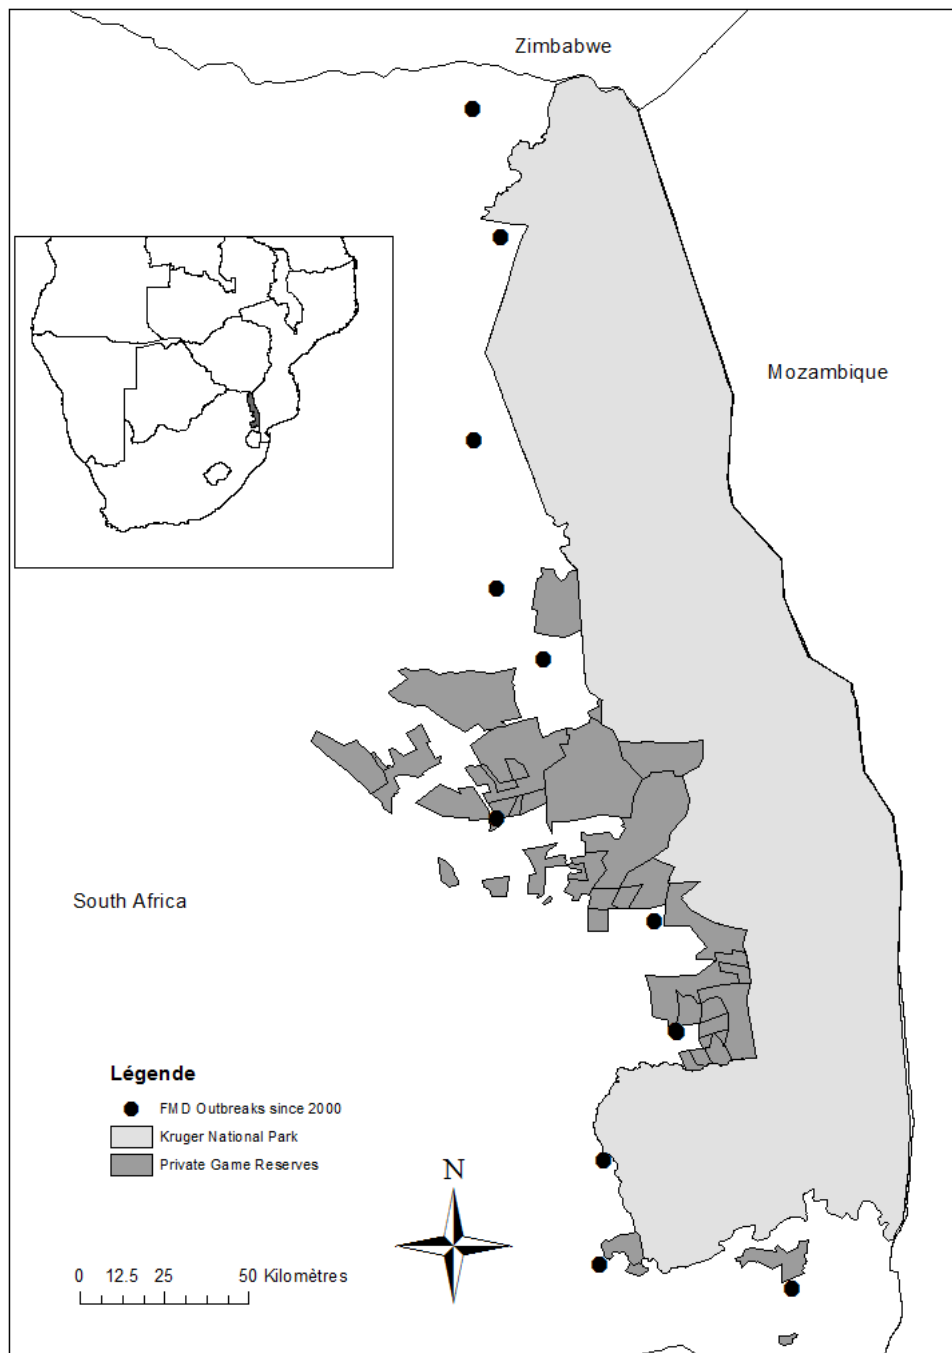 Zimbabwe
Mozambique
South Africa
Légende
FMD Outbreaks since 2000
Kruger National Park
Private Game Reserves
N
0 12.5 25 50 Kilomètres